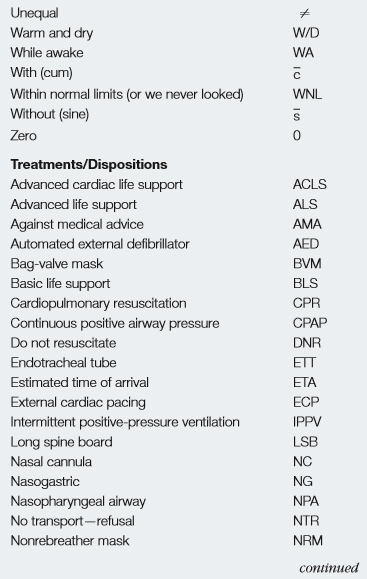 Unequal ≠
Warm and dry W/D
While awake WA
With (cum) c̄
Within normal limits (or we never looked) WNL
Without (sine) s̄
Zero 0
Treatments/Dispositions
Advanced cardiac life support ACLS
Advanced life support ALS
Against medical advice AMA
Automated external defibrillator AED
Bag-valve mask BVM
Basic life support BLS
Cardiopulmonary resuscitation CPR
Continuous positive airway pressure CPAP
Do not resuscitate DNR
Endotracheal tube ETT
Estimated time of arrival ETA
External cardiac pacing ECP
Intermittent positive-pressure ventilation IPPV
Long spine board LSB
Nasal cannula NC
Nasogastric NG
Nasopharyngeal airway NPA
No transport—refusal NTR
Nonrebreather mask NRM
continued